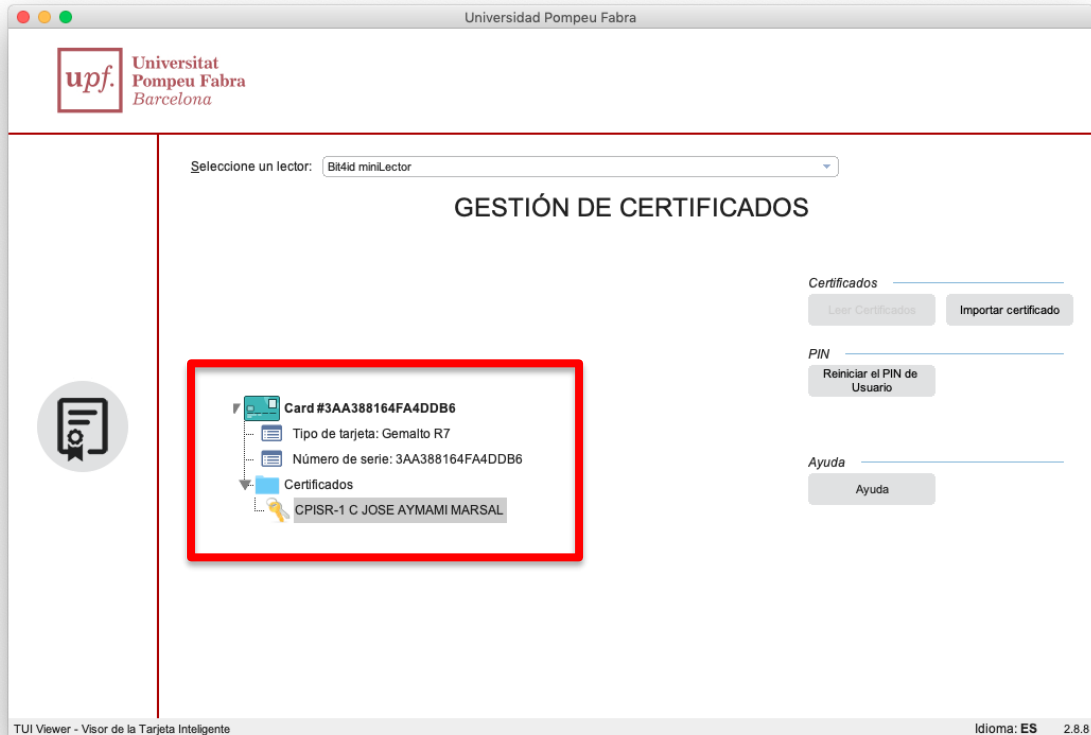 Universidad Pompeu Fabra
upf.
Universitat
Pompeu Fabra
Barcelona
Seleccione un lector: Bit4id miniLector
GESTIÓN DE CERTIFICADOS
Certificados
Leer Certificados
Importar certificado
PIN
Reiniciar el PIN de
Usuario
Card #3AA388164FA4DDB6
Tipo de tarjeta: Gemalto R7
Número de serie: 3AA388164FA4DDB6
Certificados
CPISR-1 C JOSE AYMAMI MARSAL
Ayuda
Ayuda
TUI Viewer - Visor de la Tarjeta Inteligente
Idioma: ES 2.8.8